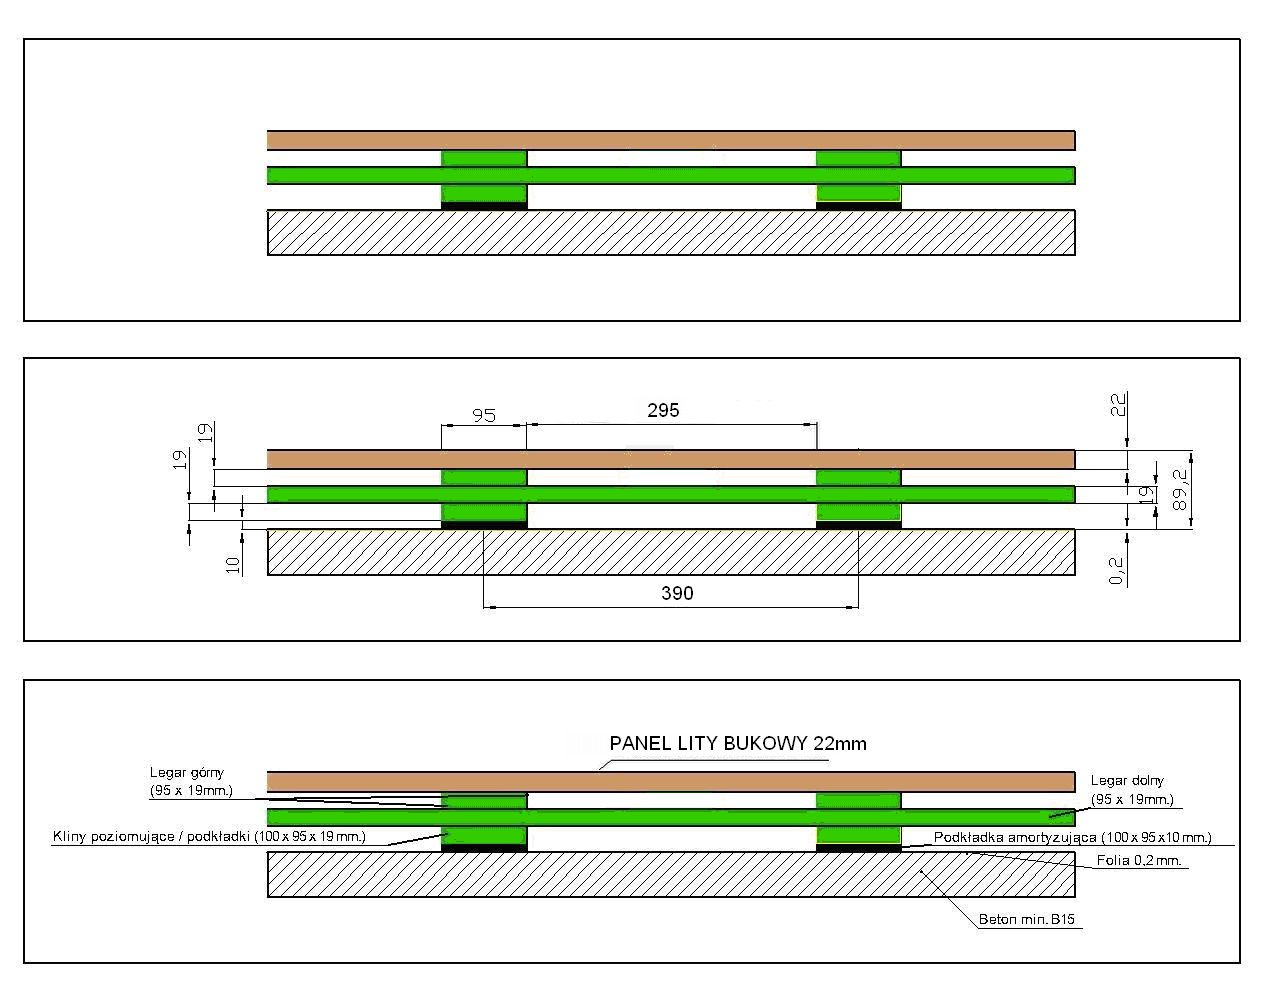 95
295
22
19
19
19
89,2
10
0,2
390
PANEL LITY BUKOWY 22mm
Legar górny
(95 x 19mm.)
Legar dolny
(95 x 19mm.)
Kliny poziomujące / podkładki (100 x 95 x 19 mm.)
Podkładka amortyzująca (100 x 95 x10 mm.)
Folia 0,2 mm.
Beton min. B15